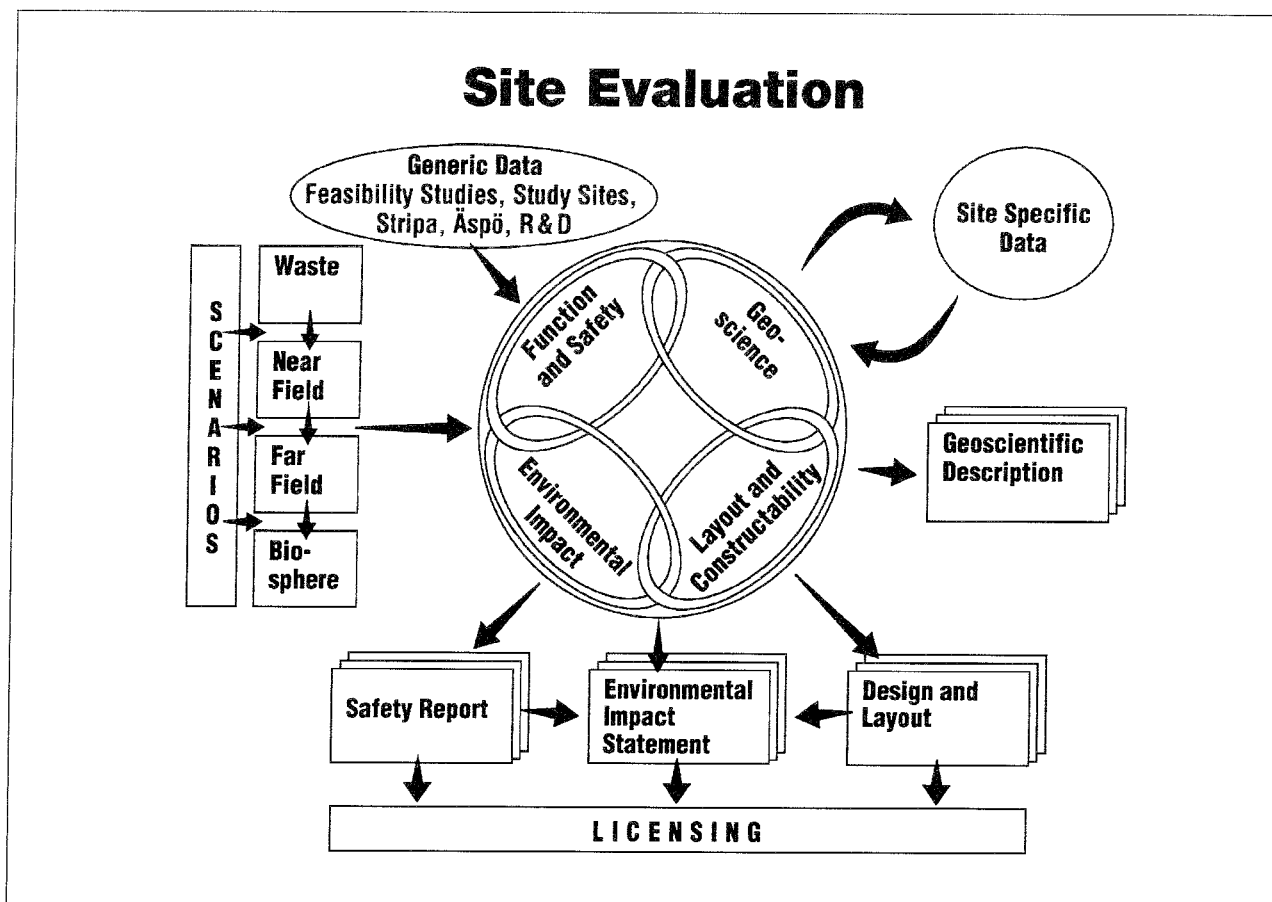 Site Evaluation
Generic Data
Feasibility Studies, Study Sites,
Stripa, Äspö, R & D
Site Specific
Data
SCENARIOS
Waste
Near
Field
Far
Field
Bio-
sphere
Function
and Safety
Geo-
science
Environmental
Impact
Layout and
Constructability
Geoscientific
Description
Safety Report
Environmental
Impact
Statement
Design and
Layout
LICENSING